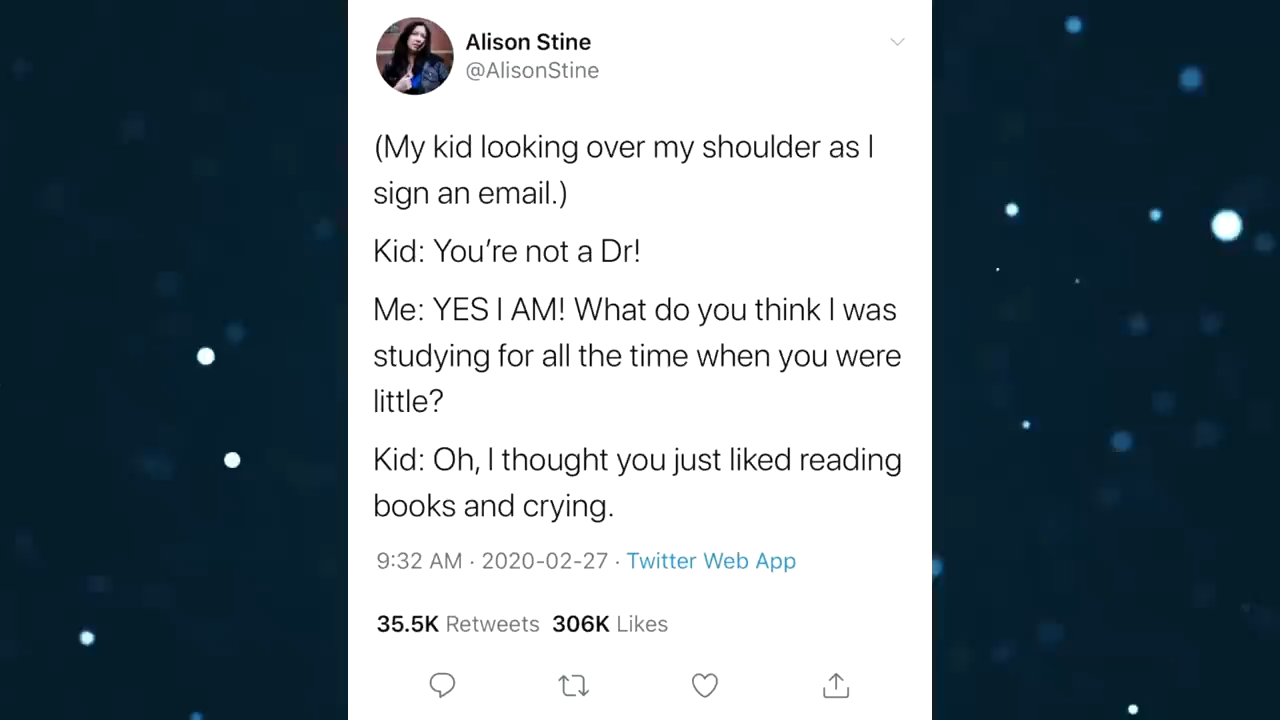 Alison Stine
@AlisonStine
(My kid looking over my shoulder as I
sign an email.)
Kid: You’re not a Dr!
Me: YES I AM! What do you think I was
studying for all the time when you were
little?
Kid: Oh, I thought you just liked reading
books and crying.
9:32 AM · 2020-02-27 · Twitter Web App
35.5K Retweets 306K Likes